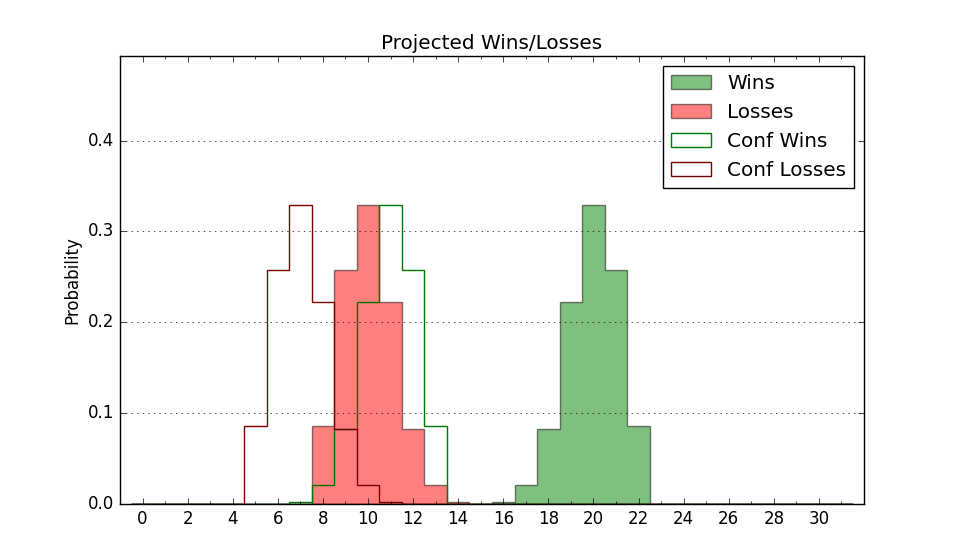 Projected Wins/Losses
Wins
Losses
Conf Wins
Conf Losses
Probability
0.4
0.3
0.2
0.1
0.0
0 2 4 6 8 10 12 14 16 18 20 22 24 26 28 30